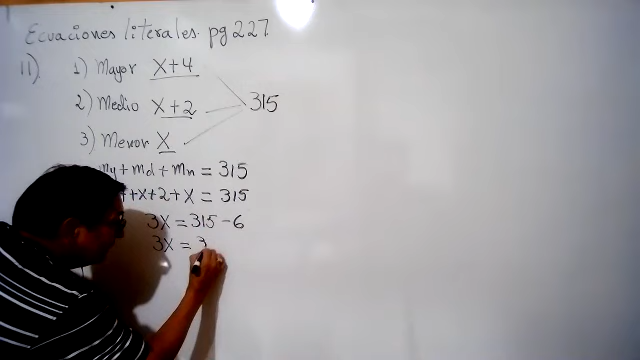 Ecuaciones literales pg 227
11) 1) Mayor x+4
2) Medio x+2
315
3) Menor x
My+md+mn = 315
+x+2+x = 315
3x = 315-6
3x = 3